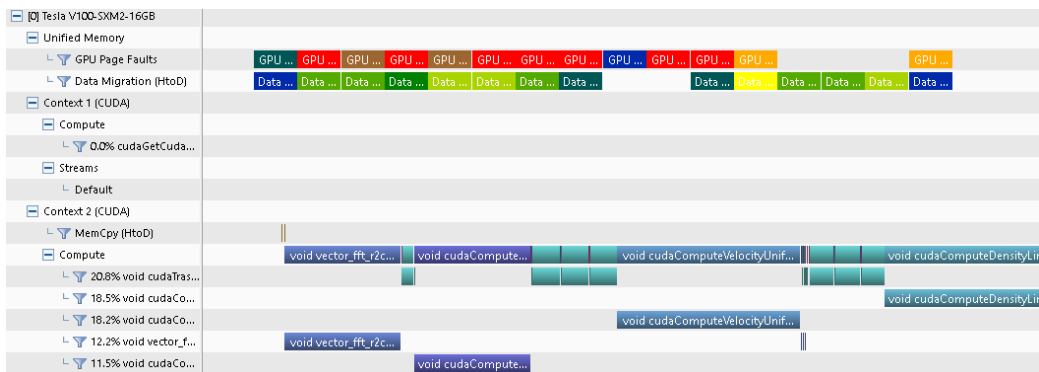 [0] Tesla V100-SXM2-16GB
Unified Memory
GPU Page Faults GPU ... GPU ... GPU ... GPU ... GPU ... GPU ... GPU ... GPU ... GPU ... GPU ... GPU ... GPU ... GPU ...
Data Migration (HtoD) Data ... Data ... Data ... Data ... Data ... Data ... Data ... Data ... Data ... Data ... Data ... Data ... Data ... Data ...
Context 1 (CUDA)
Compute
0.0% cudaGetCuda...
Streams
Default
Context 2 (CUDA)
MemCpy (HtoD)
Compute void vector_fft_r2c... void cudaCompute... void cudaComputeVelocityUnif... void cudaComputeDensityLin
20.8% void cudaTras...
18.5% void cudaCo... void cudaComputeDensityLin
18.2% void cudaCo... void cudaComputeVelocityUnif...
12.2% void vector_f... void vector_fft_r2c...
11.5% void cudaCo... void cudaCompute...